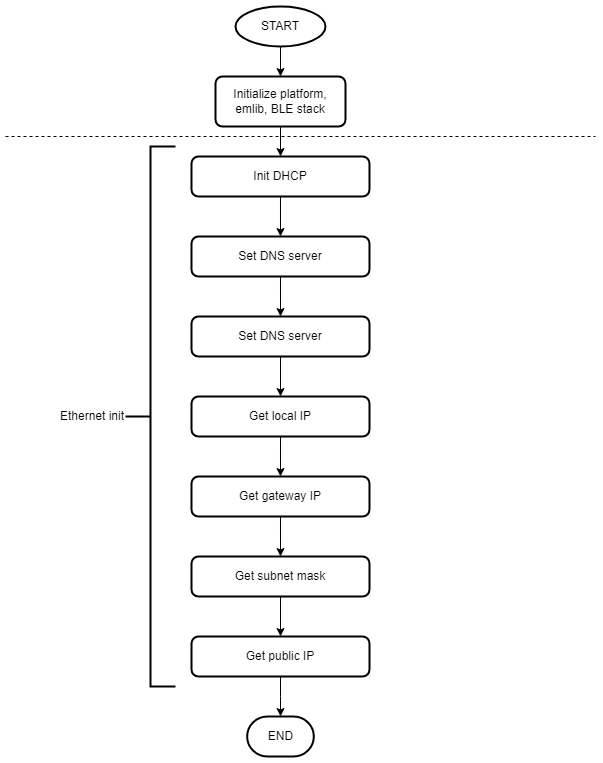 START
Initialize platform,
emlib, BLE stack
Init DHCP
Set DNS server
Set DNS server
Ethernet init
Get local IP
Get gateway IP
Get subnet mask
Get public IP
END